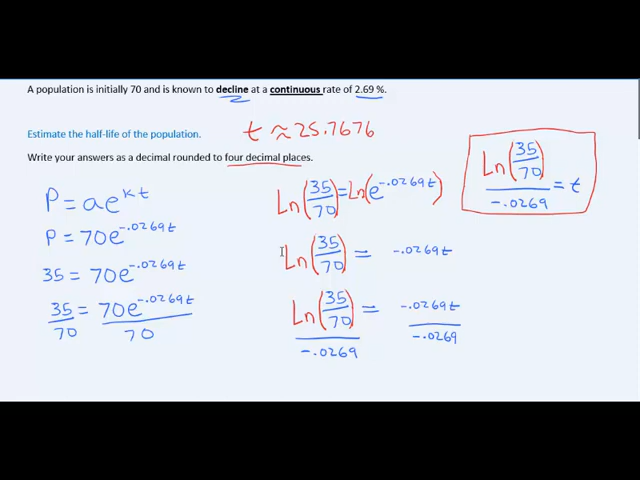 A population is initially 70 and is known to decline at a continuous rate of 2.69 %.
Estimate the half-life of the population.
t ≈ 25.7676
Write your answers as a decimal rounded to four decimal places.
P = ae^{kt}
P = 70e^{-.0269t}
35 = 70e^{-.0269t}
35/70 = 70e^{-.0269t}/70
Ln(35/70) = Ln(e^{-.0269t})
Ln(35/70) = -.0269t
Ln(35/70)/-.0269 = -.0269t/-.0269
Ln(35/70)/-.0269 = t